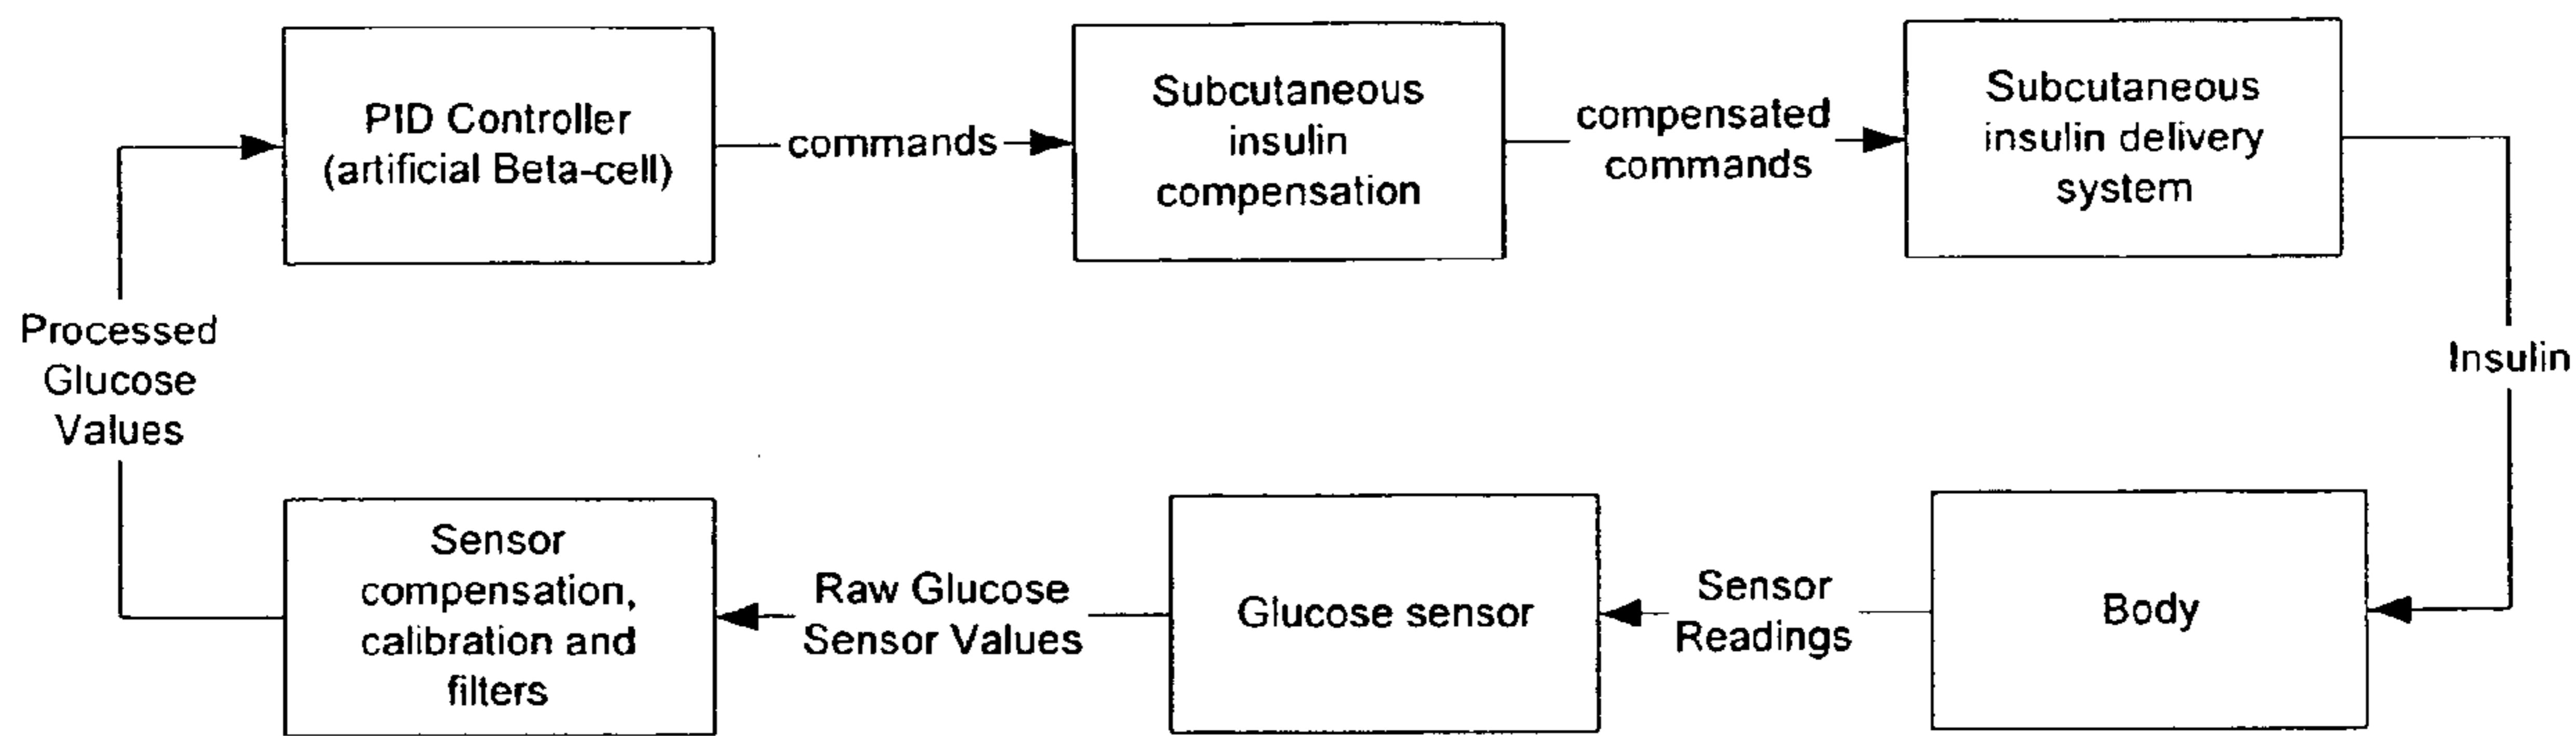 PID Controller
(artificial Beta-cell)
commands
Subcutaneous
insulin
compensation
compensated
commands
Subcutaneous
insulin delivery
system
Insulin
Body
Sensor
Readings
Glucose sensor
Raw Glucose
Sensor Values
Sensor
compensation,
calibration and
filters
Processed
Glucose
Values